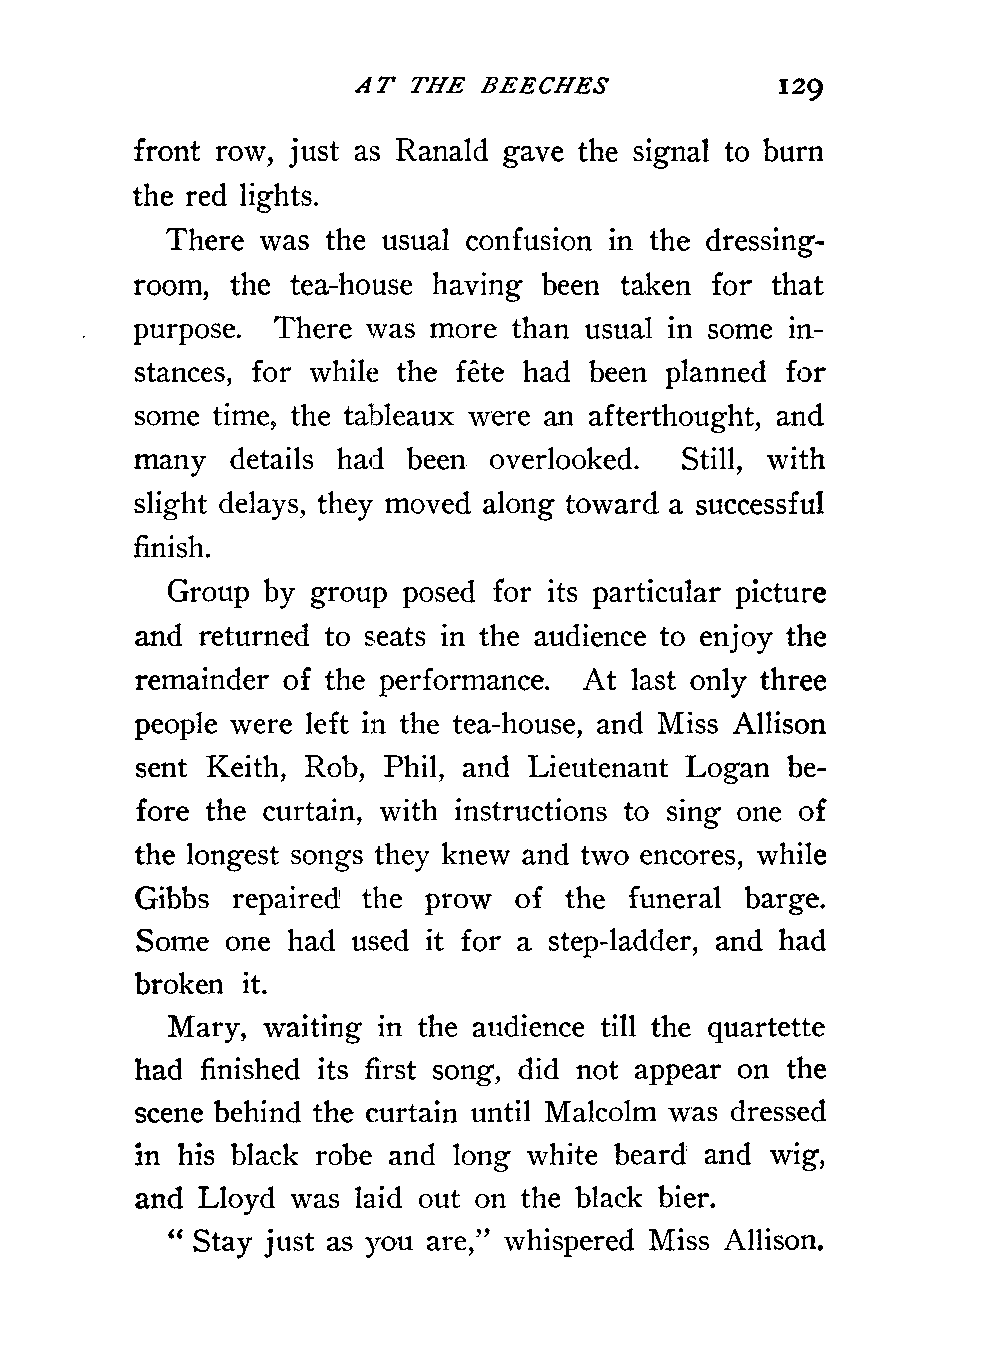 AT THE BEECHES 129
front row, just as Ranald gave the signal to burn
the red lights.
There was the usual confusion in the dressing-
room, the tea-house having been taken for that
purpose. There was more than usual in some in-
stances, for while the fête had been planned for
some time, the tableaux were an afterthought, and
many details had been overlooked. Still, with
slight delays, they moved along toward a successful
finish.
Group by group posed for its particular picture
and returned to seats in the audience to enjoy the
remainder of the performance. At last only three
people were left in the tea-house, and Miss Allison
sent Keith, Rob, Phil, and Lieutenant Logan be-
fore the curtain, with instructions to sing one of
the longest songs they knew and two encores, while
Gibbs repaired the prow of the funeral barge.
Some one had used it for a step-ladder, and had
broken it.
Mary, waiting in the audience till the quartette
had finished its first song, did not appear on the
scene behind the curtain until Malcolm was dressed
in his black robe and long white beard and wig,
and Lloyd was laid out on the black bier.
“ Stay just as you are,” whispered Miss Allison.